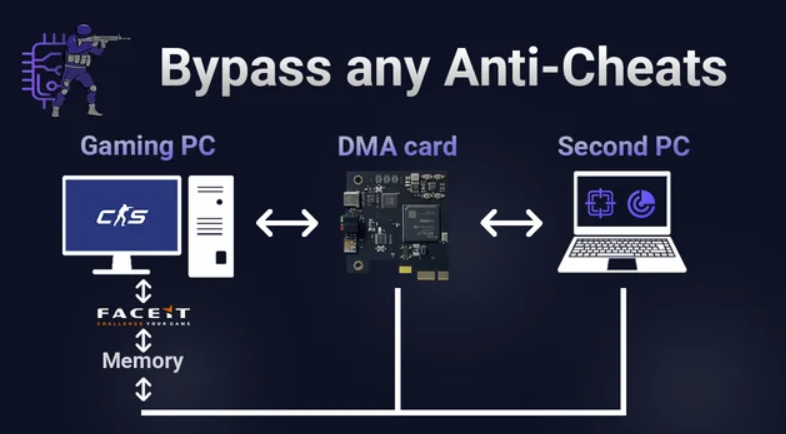 Bypass any Anti-Cheats
Gaming PC
DMA card
Second PC
CS
FACEIT
CHALLENGE YOUR GAME
Memory